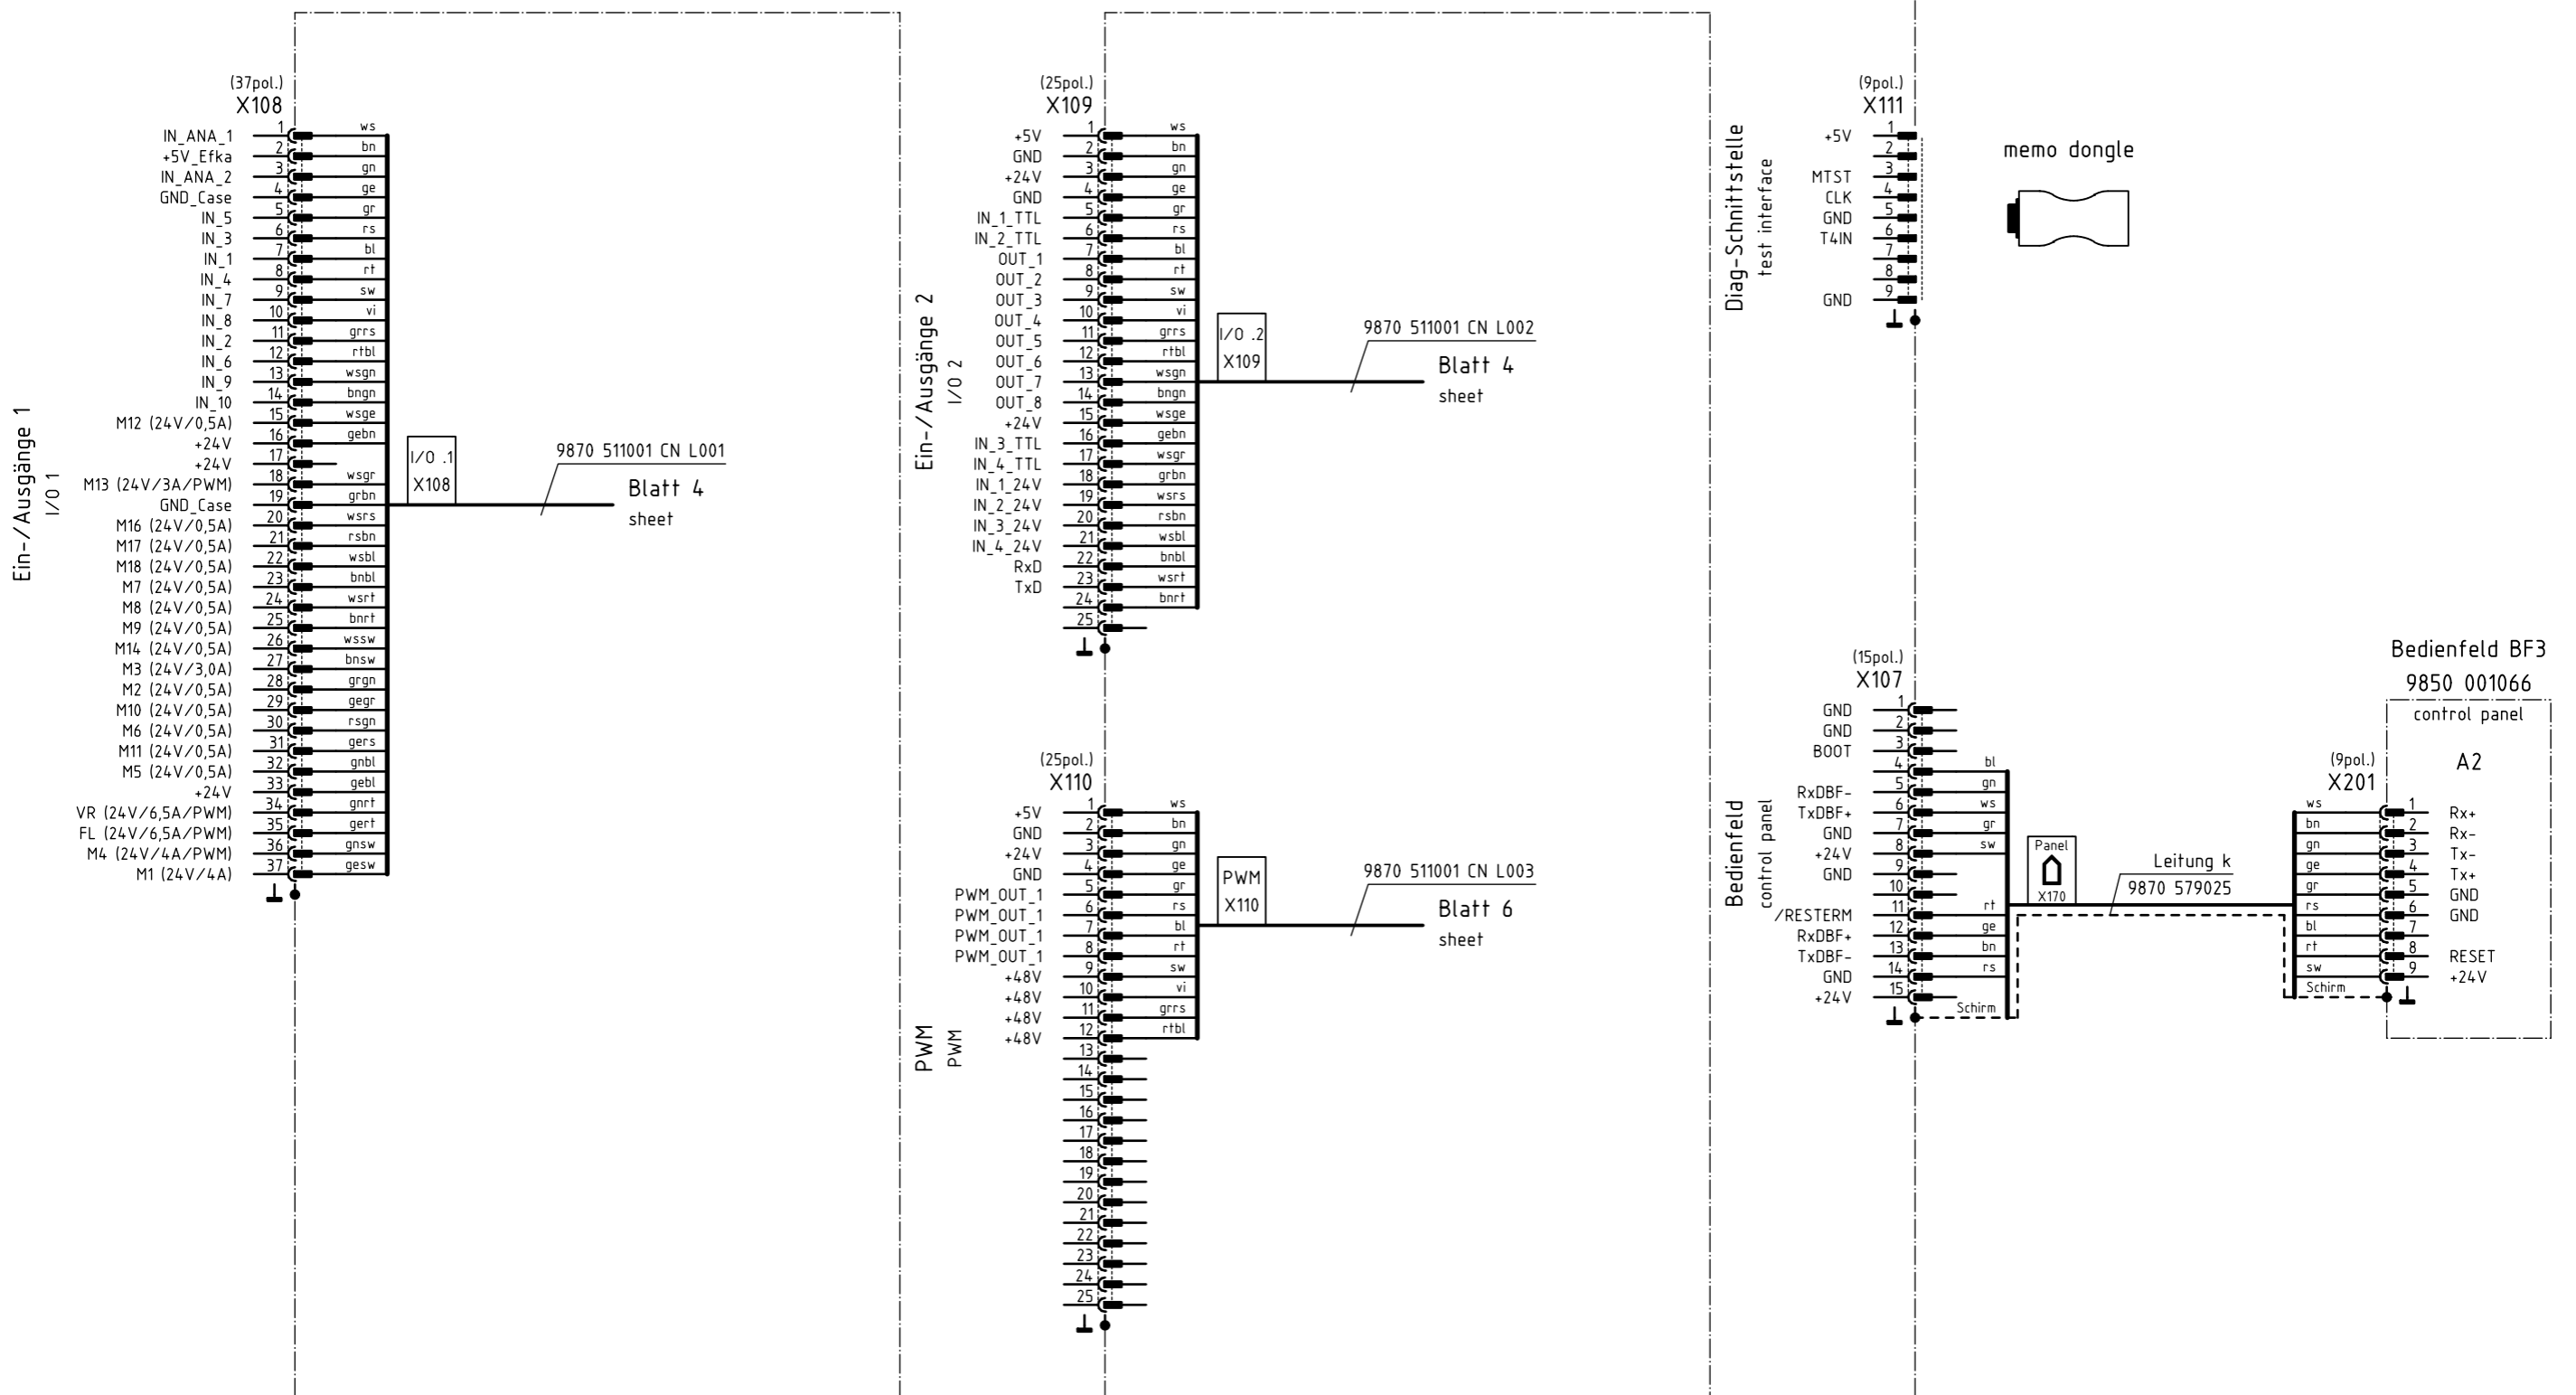 Ein-/Ausgänge 1
I/O 1
(37pol.)
X108
IN_ANA_1 1 ws
+5V_Efka 2 bn
IN_ANA_2 3 gn
GND_Case 4 ge
IN_5 5 gr
IN_3 6 rs
IN_1 7 bl
IN_4 8 rt
IN_7 9 sw
IN_8 10 vi
IN_2 11 grrs
IN_6 12 rtbl
IN_9 13 wsgn
IN_10 14 bngn
M12 (24V/0,5A) 15 wsge
+24V 16 gebn
+24V 17
M13 (24V/3A/PWM) 18 wsgr
GND_Case 19 grbn
M16 (24V/0,5A) 20 wsrs
M17 (24V/0,5A) 21 rsbn
M18 (24V/0,5A) 22 wsbl
M7 (24V/0,5A) 23 bnbl
M8 (24V/0,5A) 24 wsrt
M9 (24V/0,5A) 25 bnrt
M14 (24V/0,5A) 26 wssw
M3 (24V/3,0A) 27 bnsw
M2 (24V/0,5A) 28 grgn
M10 (24V/0,5A) 29 gegr
M6 (24V/0,5A) 30 rsgn
M11 (24V/0,5A) 31 gers
M5 (24V/0,5A) 32 gnbl
+24V 33 gebl
VR (24V/6,5A/PWM) 34 gnrt
FL (24V/6,5A/PWM) 35 gert
M4 (24V/4A/PWM) 36 gnsw
M1 (24V/4A) 37 gesw
I/O .1
X108
9870 511001 CN L001
Blatt 4
sheet
Ein-/Ausgänge 2
I/O 2
(25pol.)
X109
+5V 1 ws
GND 2 bn
+24V 3 gn
GND 4 ge
IN_1_TTL 5 gr
IN_2_TTL 6 rs
OUT_1 7 bl
OUT_2 8 rt
OUT_3 9 sw
OUT_4 10 vi
OUT_5 11 grrs
OUT_6 12 rtbl
OUT_7 13 wsgn
OUT_8 14 bngn
+24V 15 wsge
IN_3_TTL 16 gebn
IN_4_TTL 17 wsgr
IN_1_24V 18 grbn
IN_2_24V 19 wsrs
IN_3_24V 20 rsbn
IN_4_24V 21 wsbl
RxD 22 bnbl
TxD 23 wsrt
24 bnrt
25
I/O .2
X109
9870 511001 CN L002
Blatt 4
sheet
PWM
PWM
(25pol.)
X110
+5V 1 ws
GND 2 bn
+24V 3 gn
GND 4 ge
PWM_OUT_1 5 gr
PWM_OUT_1 6 rs
PWM_OUT_1 7 bl
PWM_OUT_1 8 rt
+48V 9 sw
+48V 10 vi
+48V 11 grrs
+48V 12 rtbl
13
14
15
16
17
18
19
20
21
22
23
24
25
PWM
X110
9870 511001 CN L003
Blatt 6
sheet
Diag-Schnittstelle
test interface
(9pol.)
X111
+5V 1
2
MTST 3
CLK 4
GND 5
T4IN 6
7
8
GND 9
memo dongle
Bedienfeld
control panel
(15pol.)
X107
GND 1
GND 2
BOOT 3
4 bl
RxDBF- 5 gn
TxDBF+ 6 ws
GND 7 gr
+24V 8 sw
GND 9
10
/RESTERM 11 rt
RxDBF+ 12 ge
TxDBF- 13 bn
GND 14 rs
+24V 15
Schirm
Panel
X170
Leitung k
9870 579025
Bedienfeld BF3
9850 001066
control panel
A2
(9pol.)
X201
ws 1 Rx+
bn 2 Rx-
gn 3 Tx-
ge 4 Tx+
gr 5 GND
rs 6 GND
bl 7
rt 8 RESET
sw 9 +24V
Schirm